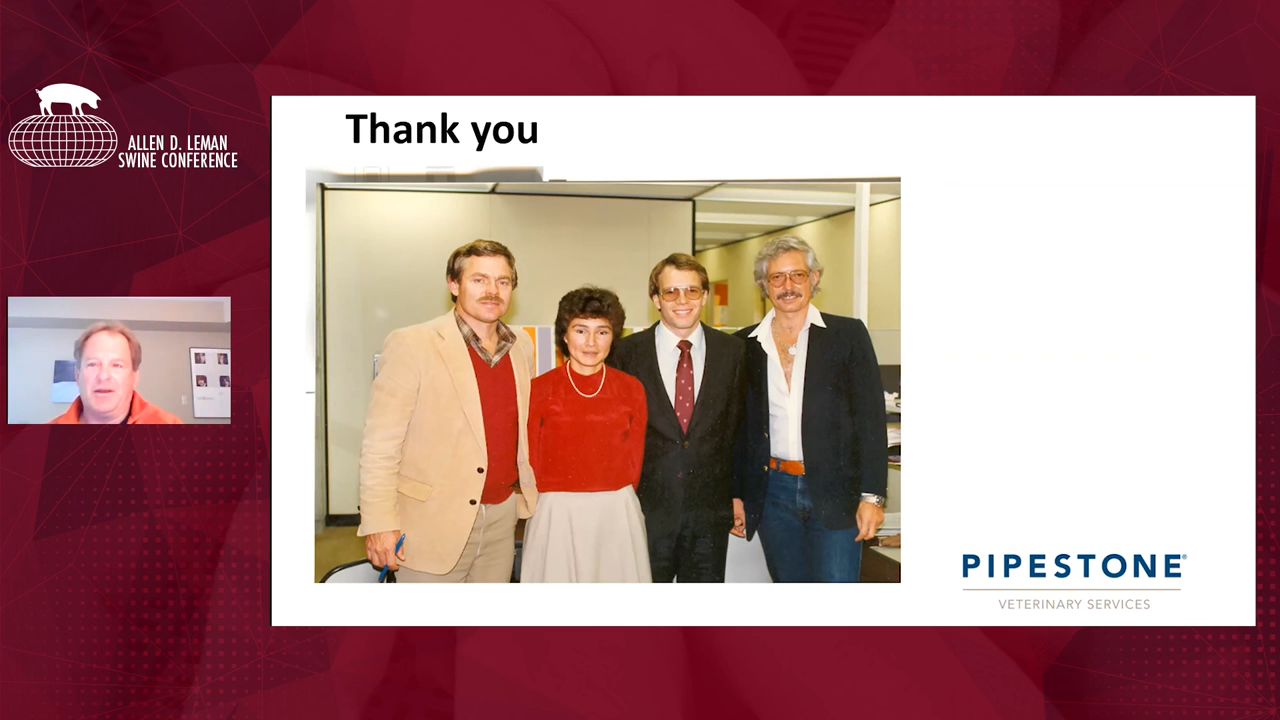 ALLEN D. LEMAN
SWINE CONFERENCE
Thank you
PIPESTONE®
VETERINARY SERVICES